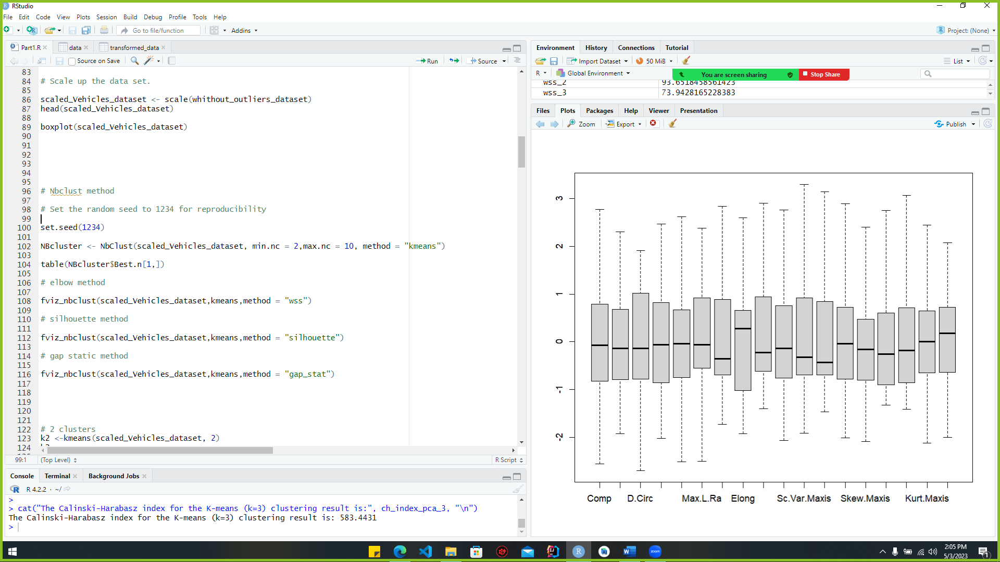 RStudio
File Edit Code View Plots Session Build Debug Profile Tools Help
Go to file/function Addins Project: (None)
Part1.R data transformed_data
Source on Save Run Source
83
84 # Scale up the data set.
85
86 scaled_Vehicles_dataset <- scale(whithout_outliers_dataset)
87 head(scaled_Vehicles_dataset)
88
89 boxplot(scaled_Vehicles_dataset)
90
91
92
93
94
95
96 # Nbclust method
97
98 # Set the random seed to 1234 for reproducibility
99
100 set.seed(1234)
101
102 NBcluster <- NbClust(scaled_Vehicles_dataset, min.nc = 2,max.nc = 10, method = "kmeans")
103
104 table(NBcluster$Best.n[1,])
105
106 # elbow method
107
108 fviz_nbclust(scaled_Vehicles_dataset,kmeans,method = "wss")
109
110 # silhouette method
111
112 fviz_nbclust(scaled_Vehicles_dataset,kmeans,method = "silhouette")
113
114 # gap static method
115
116 fviz_nbclust(scaled_Vehicles_dataset,kmeans,method = "gap_stat")
117
118
119
120
121
122 # 2 clusters
123 k2 <-kmeans(scaled_Vehicles_dataset, 2)
124
99:1 (Top Level) R Script
Console Terminal Background Jobs
R 4.2.2 · ~/
>
> cat("The Calinski-Harabasz index for the K-means (k=3) clustering result is:", ch_index_pca_3, "\n")
The Calinski-Harabasz index for the K-means (k=3) clustering result is: 583.4431
>
Environment History Connections Tutorial
Import Dataset 50 MiB List
R Global Environment
You are screen sharing Stop Share
wss_2 93.6518458561423
wss_3 73.9428165228383
Files Plots Packages Help Viewer Presentation
Zoom Export Publish
3
2
1
0
-1
-2
Comp D.Circ Max.L.Ra Elong Sc.Var.Maxis Skew.Maxis Kurt.Maxis
2:05 PM
5/3/2023
1